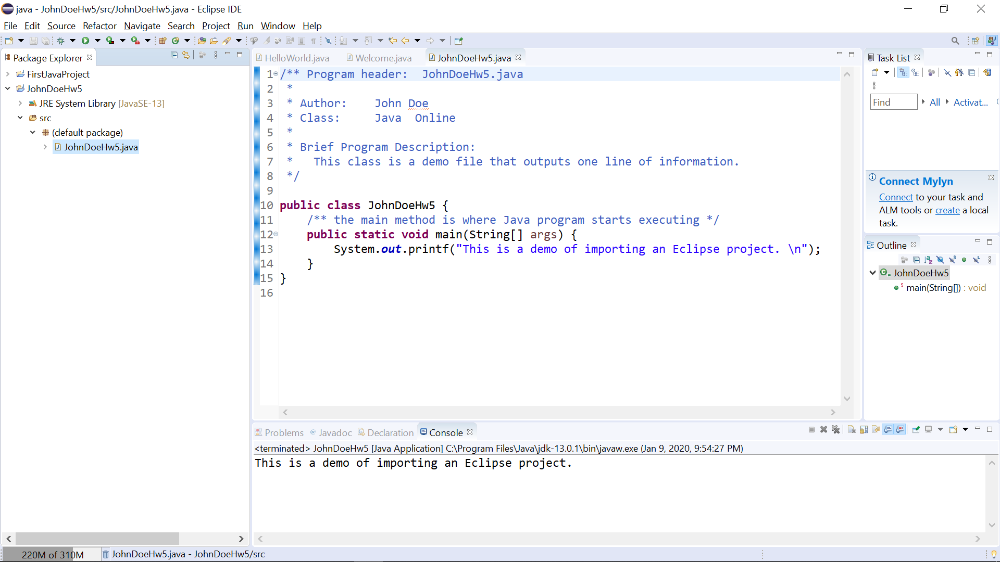 java - JohnDoeHw5/src/JohnDoeHw5.java - Eclipse IDE
File Edit Source Refactor Navigate Search Project Run Window Help
Package Explorer
FirstJavaProject
JohnDoeHw5
JRE System Library [JavaSE-13]
src
(default package)
JohnDoeHw5.java
HelloWorld.java Welcome.java JohnDoeHw5.java
1 /** Program header:  JohnDoeHw5.java
2  *
3  * Author:    John Doe
4  * Class:     Java  Online
5  *
6  * Brief Program Description:
7  *   This class is a demo file that outputs one line of information.
8  */
9
10 public class JohnDoeHw5 {
11     /** the main method is where Java program starts executing */
12     public static void main(String[] args) {
13         System.out.printf("This is a demo of importing an Eclipse project. \n");
14     }
15 }
16
Task List
Find All Activat...
Connect Mylyn
Connect to your task and
ALM tools or create a local
task.
Outline
JohnDoeHw5
main(String[]) : void
Problems @ Javadoc Declaration Console
<terminated> JohnDoeHw5 [Java Application] C:\Program Files\Java\jdk-13.0.1\bin\javaw.exe (Jan 9, 2020, 9:54:27 PM)
This is a demo of importing an Eclipse project.
220M of 310M JohnDoeHw5.java - JohnDoeHw5/src